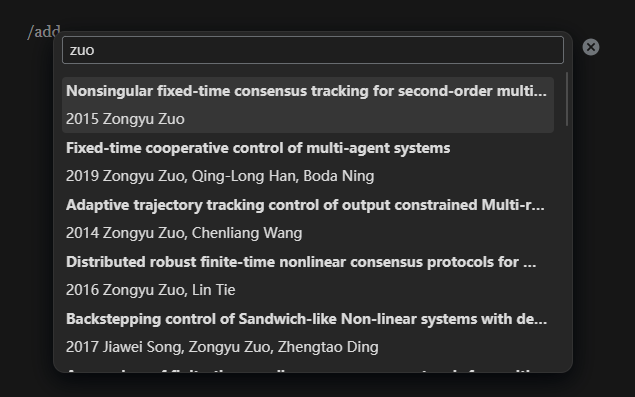 /add
zuo
Nonsingular fixed-time consensus tracking for second-order multi...
2015 Zongyu Zuo
Fixed-time cooperative control of multi-agent systems
2019 Zongyu Zuo, Qing-Long Han, Boda Ning
Adaptive trajectory tracking control of output constrained Multi-r...
2014 Zongyu Zuo, Chenliang Wang
Distributed robust finite-time nonlinear consensus protocols for ...
2016 Zongyu Zuo, Lin Tie
Backstepping control of Sandwich-like Non-linear systems with de...
2017 Jiawei Song, Zongyu Zuo, Zhengtao Ding